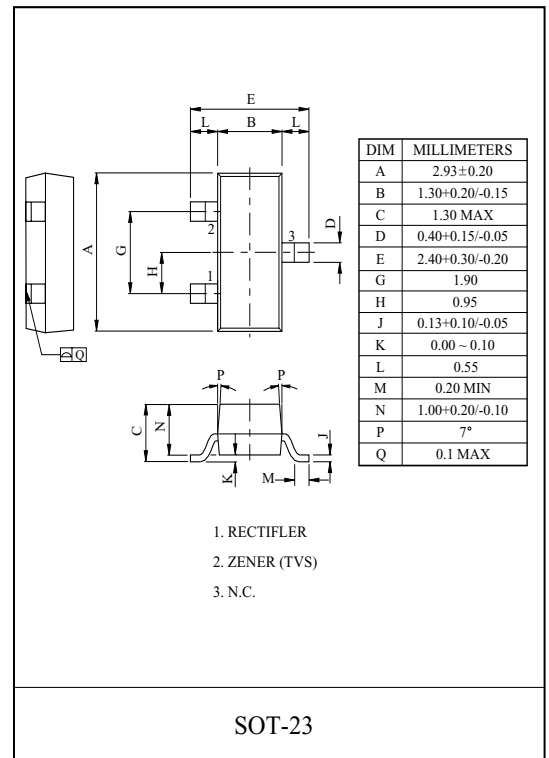 E
L B L
A
G
H
D
2
3
1
Q
P P
C
N
J
K
M
DIM MILLIMETERS
A 2.93±0.20
B 1.30+0.20/-0.15
C 1.30 MAX
D 0.40+0.15/-0.05
E 2.40+0.30/-0.20
G 1.90
H 0.95
J 0.13+0.10/-0.05
K 0.00 ~ 0.10
L 0.55
M 0.20 MIN
N 1.00+0.20/-0.10
P 7°
Q 0.1 MAX
1. RECTIFLER
2. ZENER (TVS)
3. N.C.
SOT-23